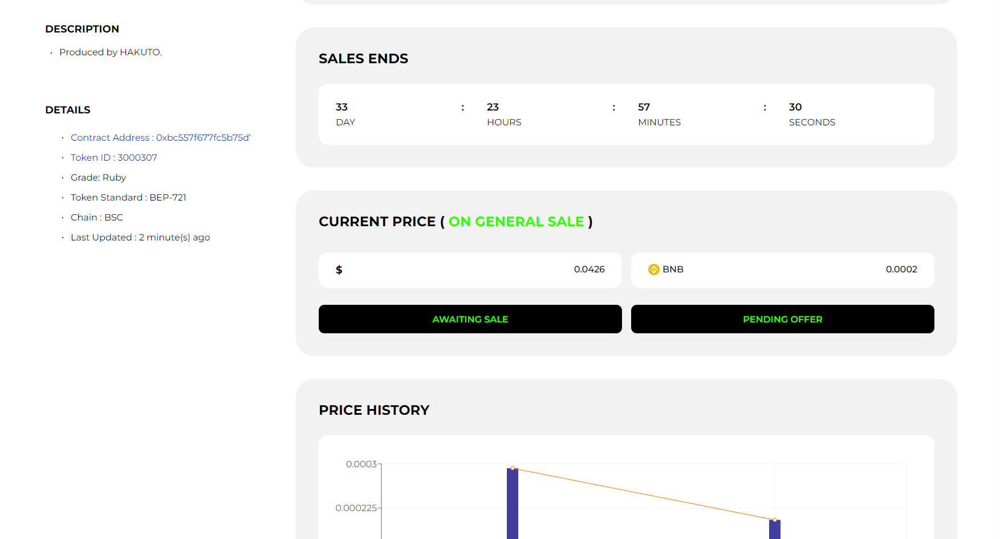 DESCRIPTION
· Produced by HAKUTO.
DETAILS
· Contract Address : 0xbc557f677fc5b75d'
· Token ID : 3000307
· Grade: Ruby
· Token Standard : BEP-721
· Chain : BSC
· Last Updated : 2 minute(s) ago
SALES ENDS
33 : 23 : 57 : 30
DAY HOURS MINUTES SECONDS
CURRENT PRICE ( ON GENERAL SALE )
$ 0.0426 BNB 0.0002
AWAITING SALE PENDING OFFER
PRICE HISTORY
0.0003
0.000225